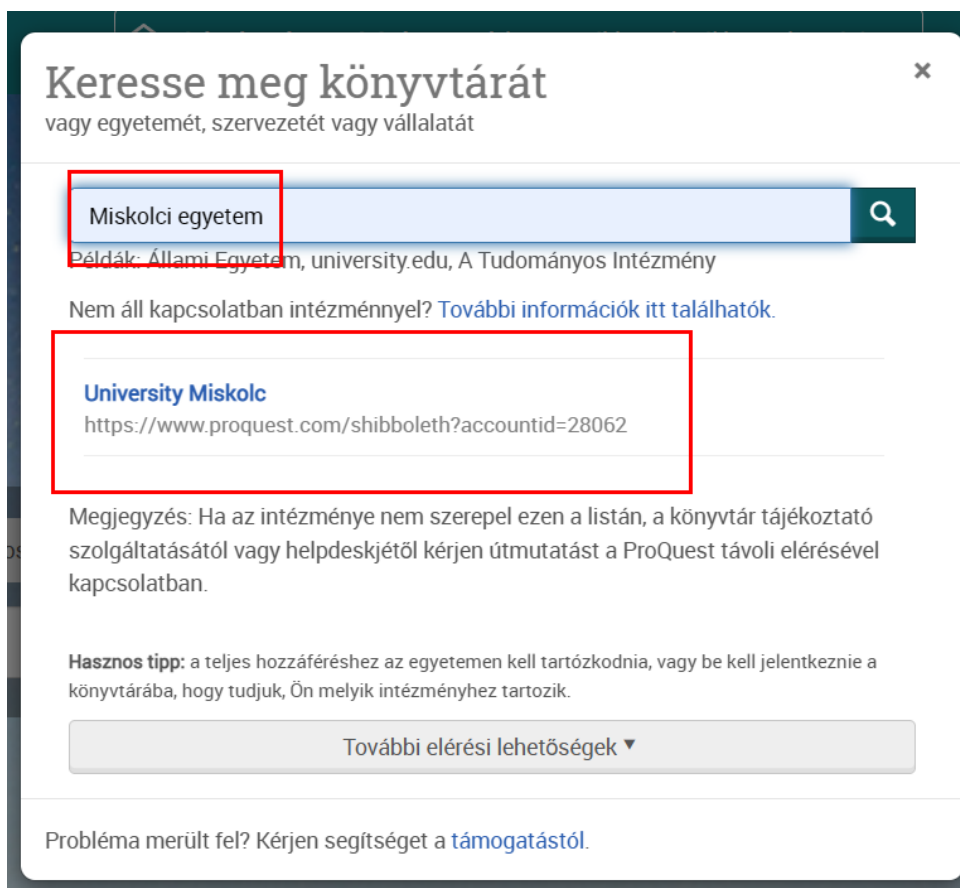 Keresse meg könyvtárát
vagy egyetemét, szervezetét vagy vállalatát
Miskolci egyetem
Példák: Állami Egyetem, university.edu, A Tudományos Intézmény
Nem áll kapcsolatban intézménnyel? További információk itt találhatók.
University Miskolc
https://www.proquest.com/shibboleth?accountid=28062
Megjegyzés: Ha az intézménye nem szerepel ezen a listán, a könyvtár tájékoztató
szolgáltatásától vagy helpdeskjétől kérjen útmutatást a ProQuest távoli elérésével
kapcsolatban.
Hasznos tipp: a teljes hozzáféréshez az egyetemen kell tartózkodnia, vagy be kell jelentkeznie a
könyvtárába, hogy tudjuk, Ön melyik intézményhez tartozik.
További elérési lehetőségek ▼
Probléma merült fel? Kérjen segítséget a támogatástól.